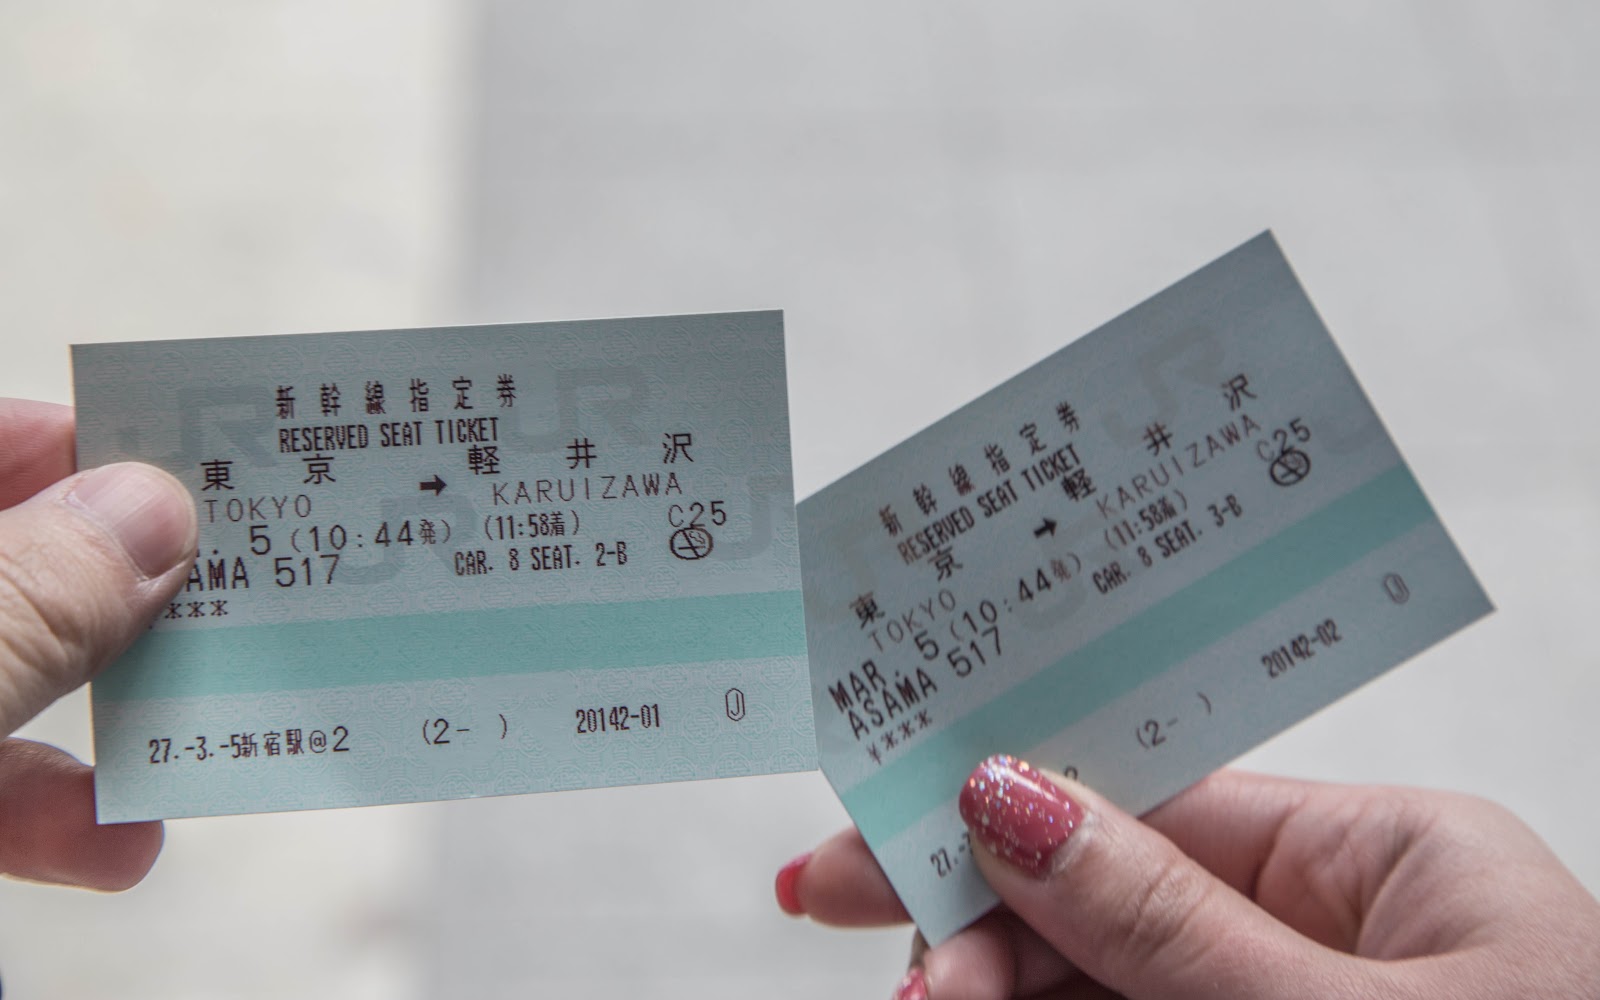 新幹線指定券
RESERVED SEAT TICKET
東京 → 軽井沢
TOKYO KARUIZAWA
. 5 (10:44発) (11:58着) C25
AMA 517 CAR. 8 SEAT. 2-B
***
27.-3.-5新宿駅@2 (2- ) 20142-01
新幹線指定券
RESERVED SEAT TICKET
東京 → 軽井沢
TOKYO KARUIZAWA
MAR. 5 (10:44発) (11:58着) C25
ASAMA 517 CAR. 8 SEAT. 3-B
¥***
27.- 2 (2- ) 20142-02